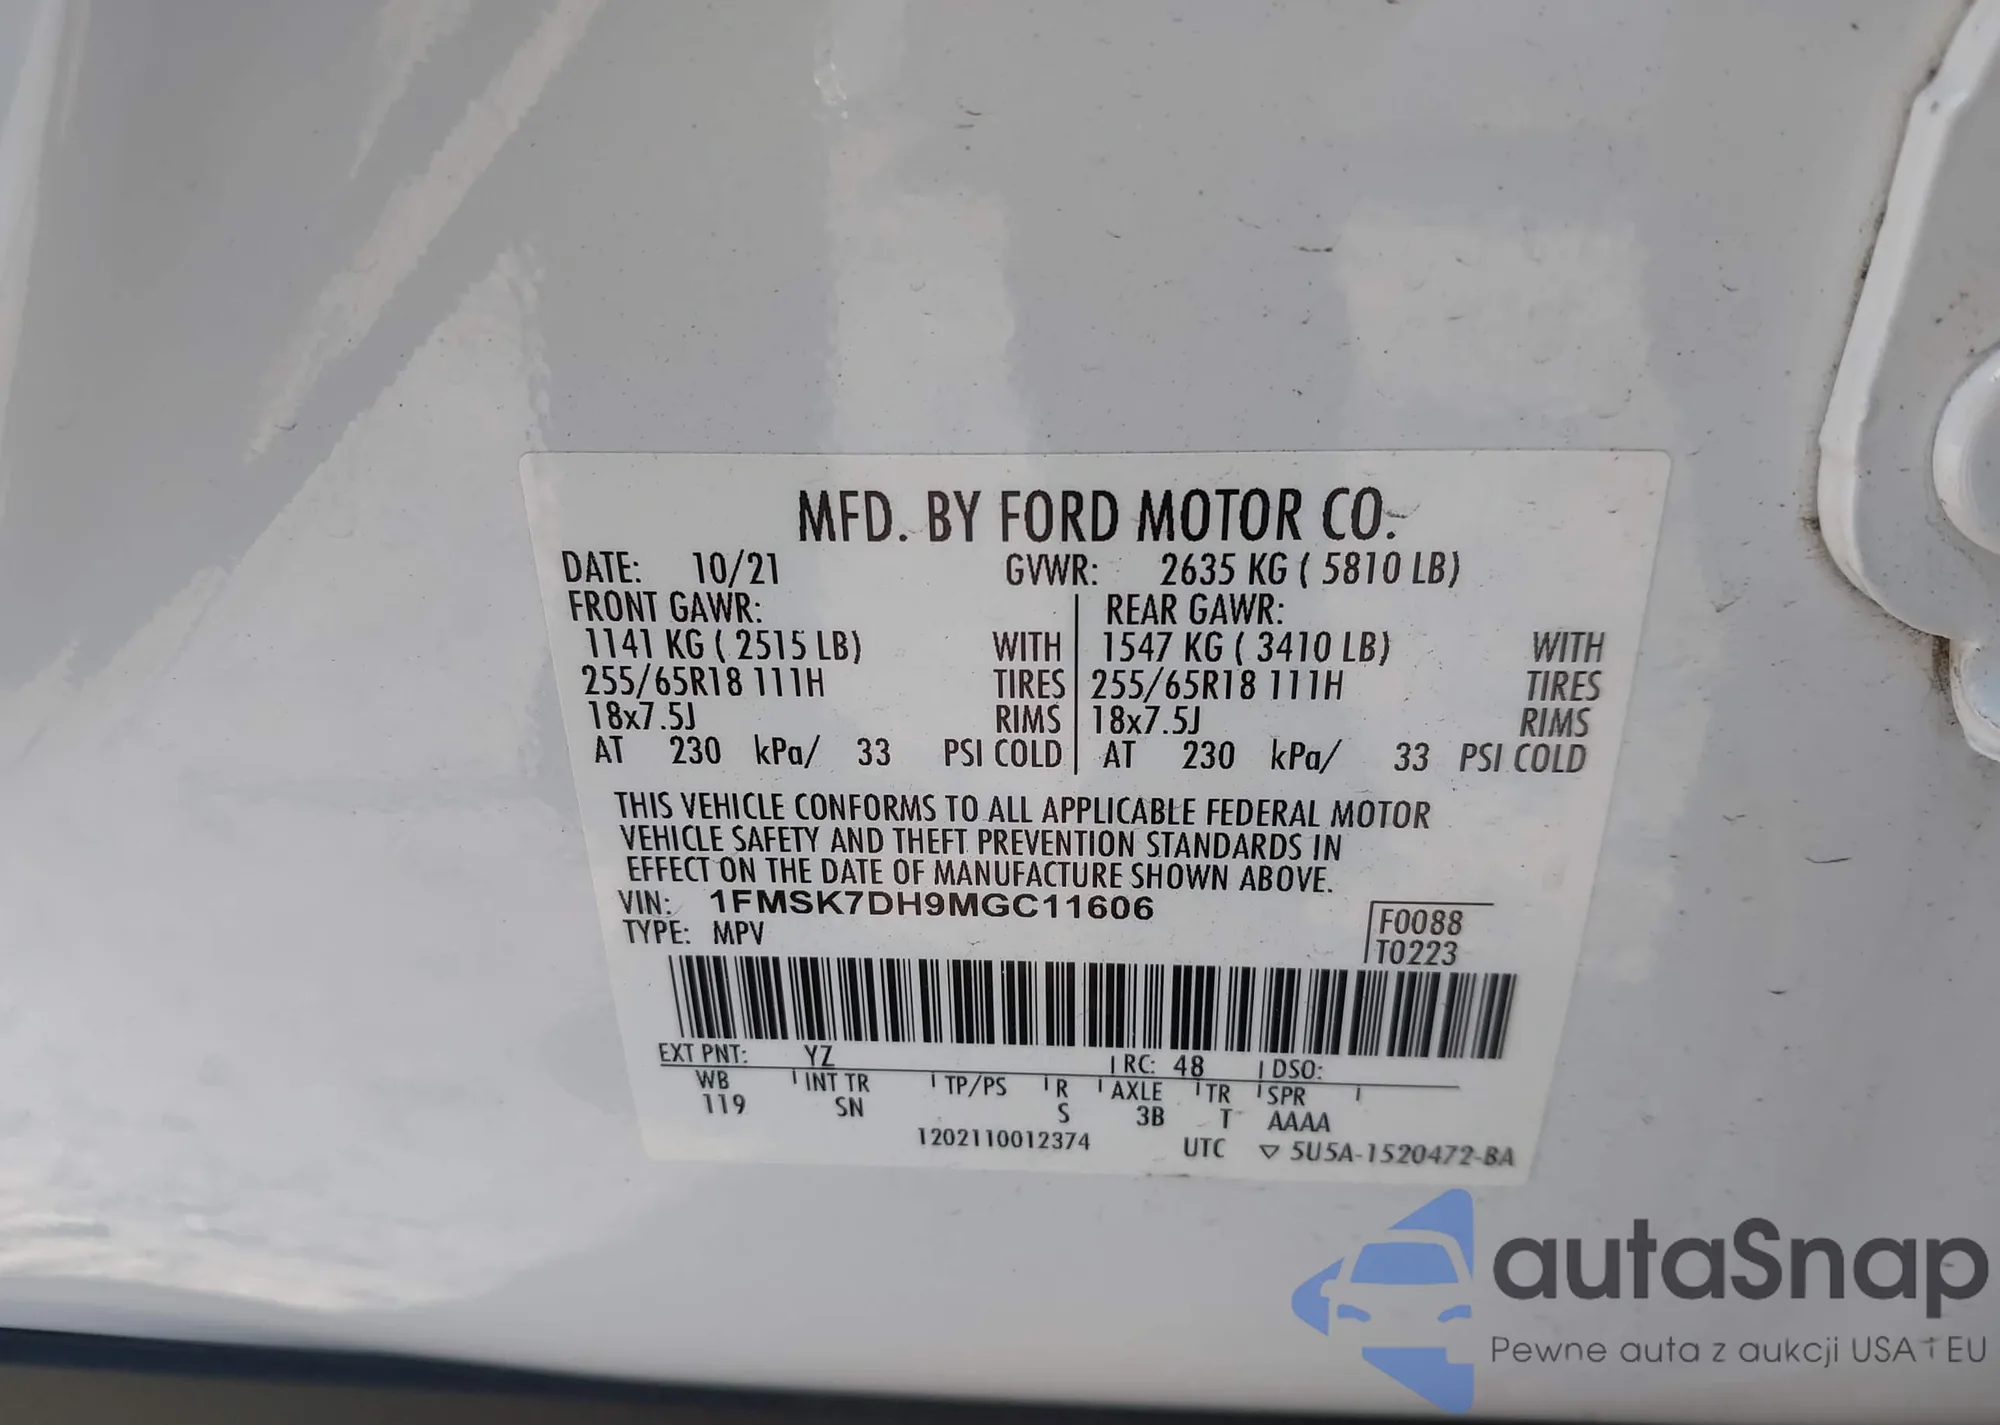 MFD. BY FORD MOTOR CO.
DATE: 10/21 GVWR: 2635 KG ( 5810 LB)
FRONT GAWR: REAR GAWR:
1141 KG ( 2515 LB) WITH 1547 KG ( 3410 LB) WITH
255/65R18 111H TIRES 255/65R18 111H TIRES
18x7.5J RIMS 18x7.5J RIMS
AT 230 kPa/ 33 PSI COLD AT 230 kPa/ 33 PSI COLD
THIS VEHICLE CONFORMS TO ALL APPLICABLE FEDERAL MOTOR
VEHICLE SAFETY AND THEFT PREVENTION STANDARDS IN
EFFECT ON THE DATE OF MANUFACTURE SHOWN ABOVE.
VIN: 1FMSK7DH9MGC11606
TYPE: MPV
F0088
T0223
EXT PNT: YZ RC: 48 DSO:
WB INT TR TP/PS R AXLE TR SPR
119 SN S 3B T AAAA
1202110012374 UTC ▽ 5U5A-1520472-BA
autaSnap
Pewne auta z aukcji USA i EU